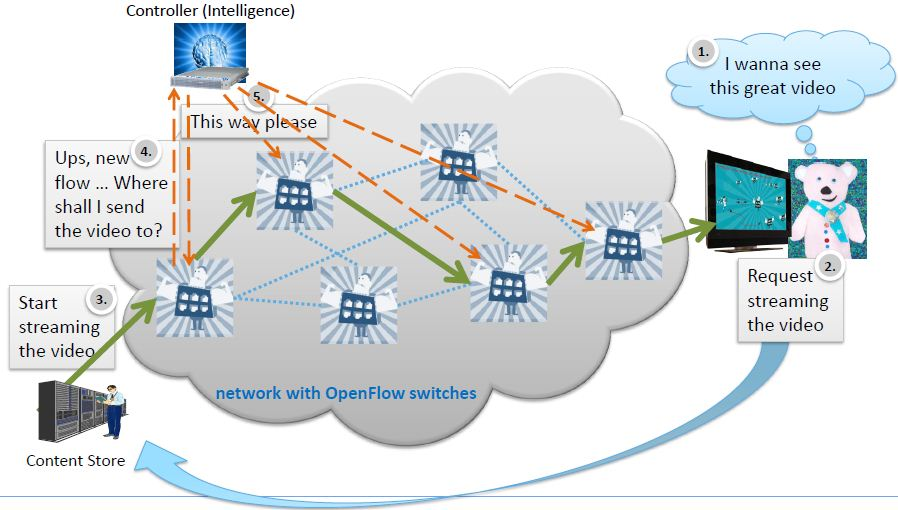 Controller (Intelligence)
1.
I wanna see
this great video
5.
This way please
4.
Ups, new
flow ... Where
shall I send
the video to?
2.
Request
streaming
the video
3.
Start
streaming
the video
network with OpenFlow switches
Content Store